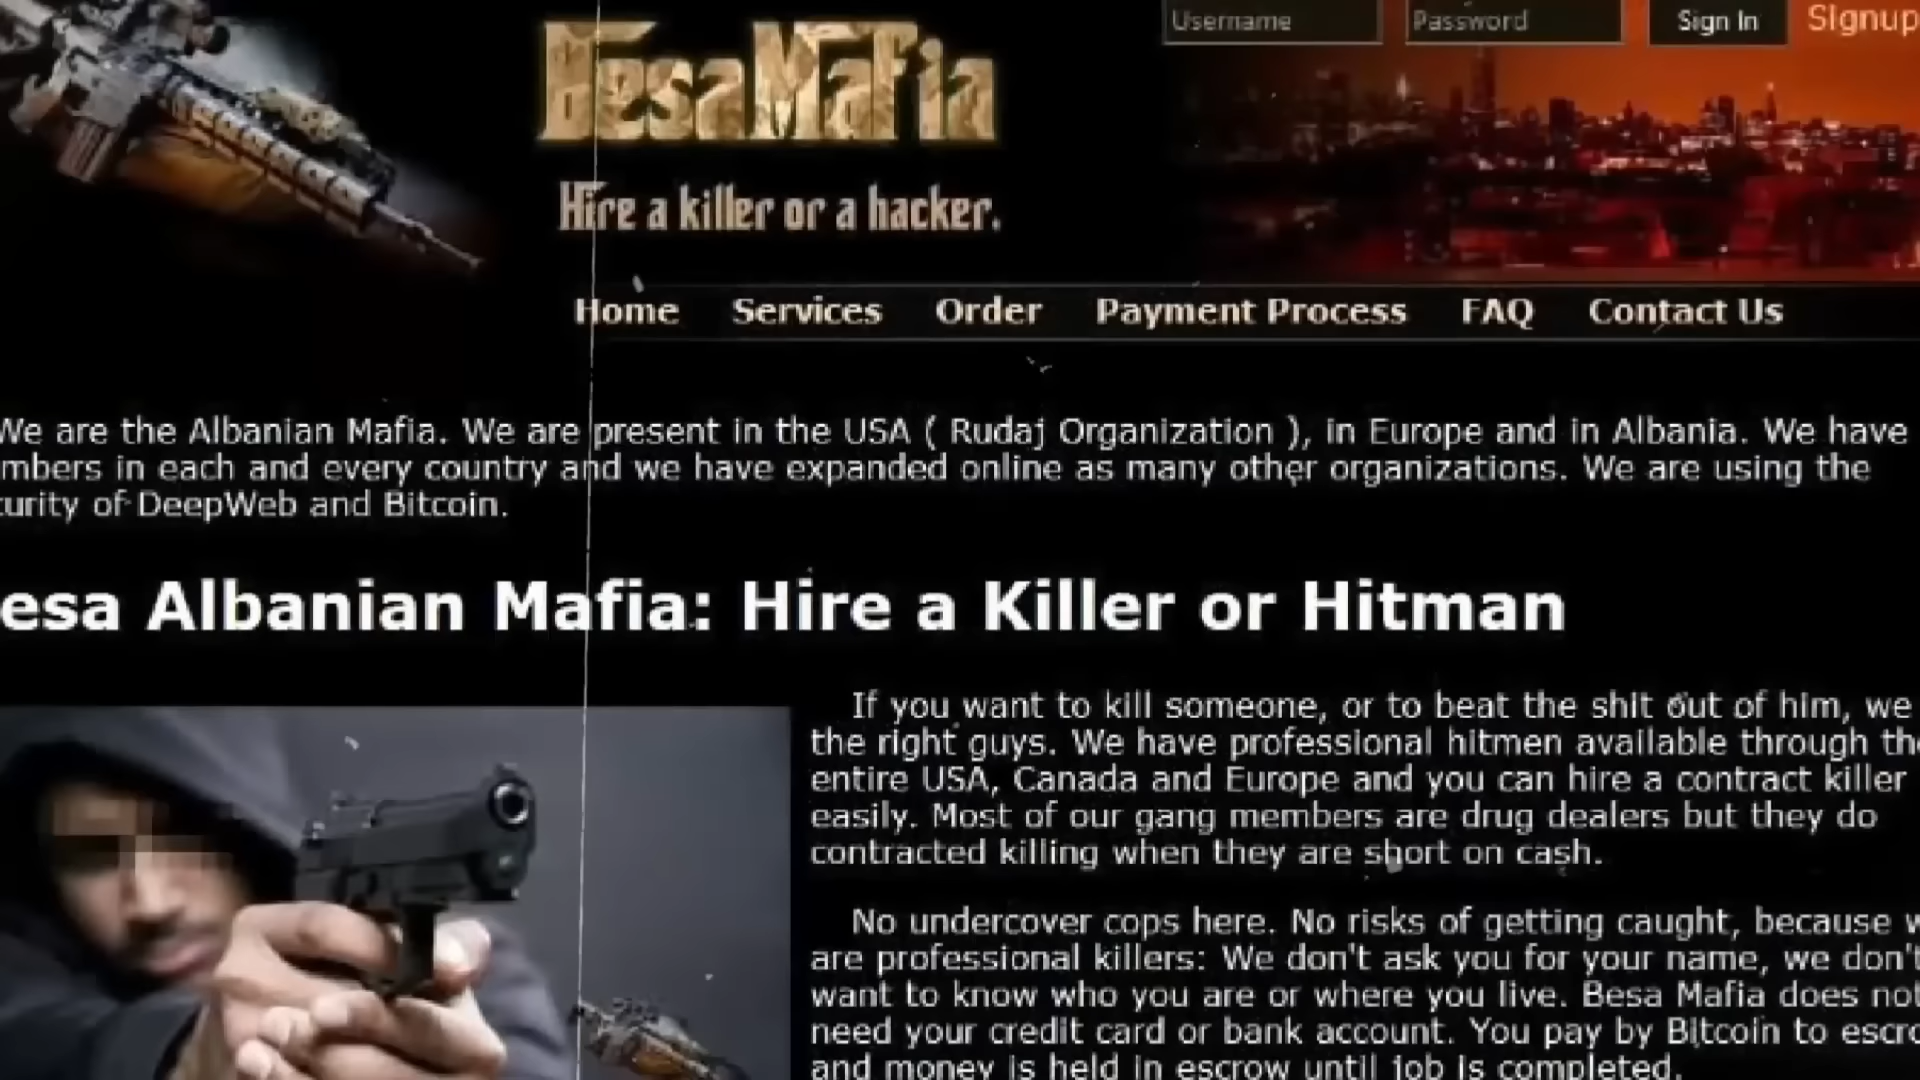 Username Password Sign In Signup
BesaMafia
Hire a killer or a hacker.
Home Services Order Payment Process FAQ Contact Us
We are the Albanian Mafia. We are present in the USA ( Rudaj Organization ), in Europe and in Albania. We have
mbers in each and every country and we have expanded online as many other organizations. We are using the
curity of DeepWeb and Bitcoin.
esa Albanian Mafia: Hire a Killer or Hitman
If you want to kill someone, or to beat the shit out of him, we
the right guys. We have professional hitmen available through the
entire USA, Canada and Europe and you can hire a contract killer
easily. Most of our gang members are drug dealers but they do
contracted killing when they are short on cash.
No undercover cops here. No risks of getting caught, because w
are professional killers: We don't ask you for your name, we don't
want to know who you are or where you live. Besa Mafia does not
need your credit card or bank account. You pay by Bitcoin to escro
and money is held in escrow until job is completed.